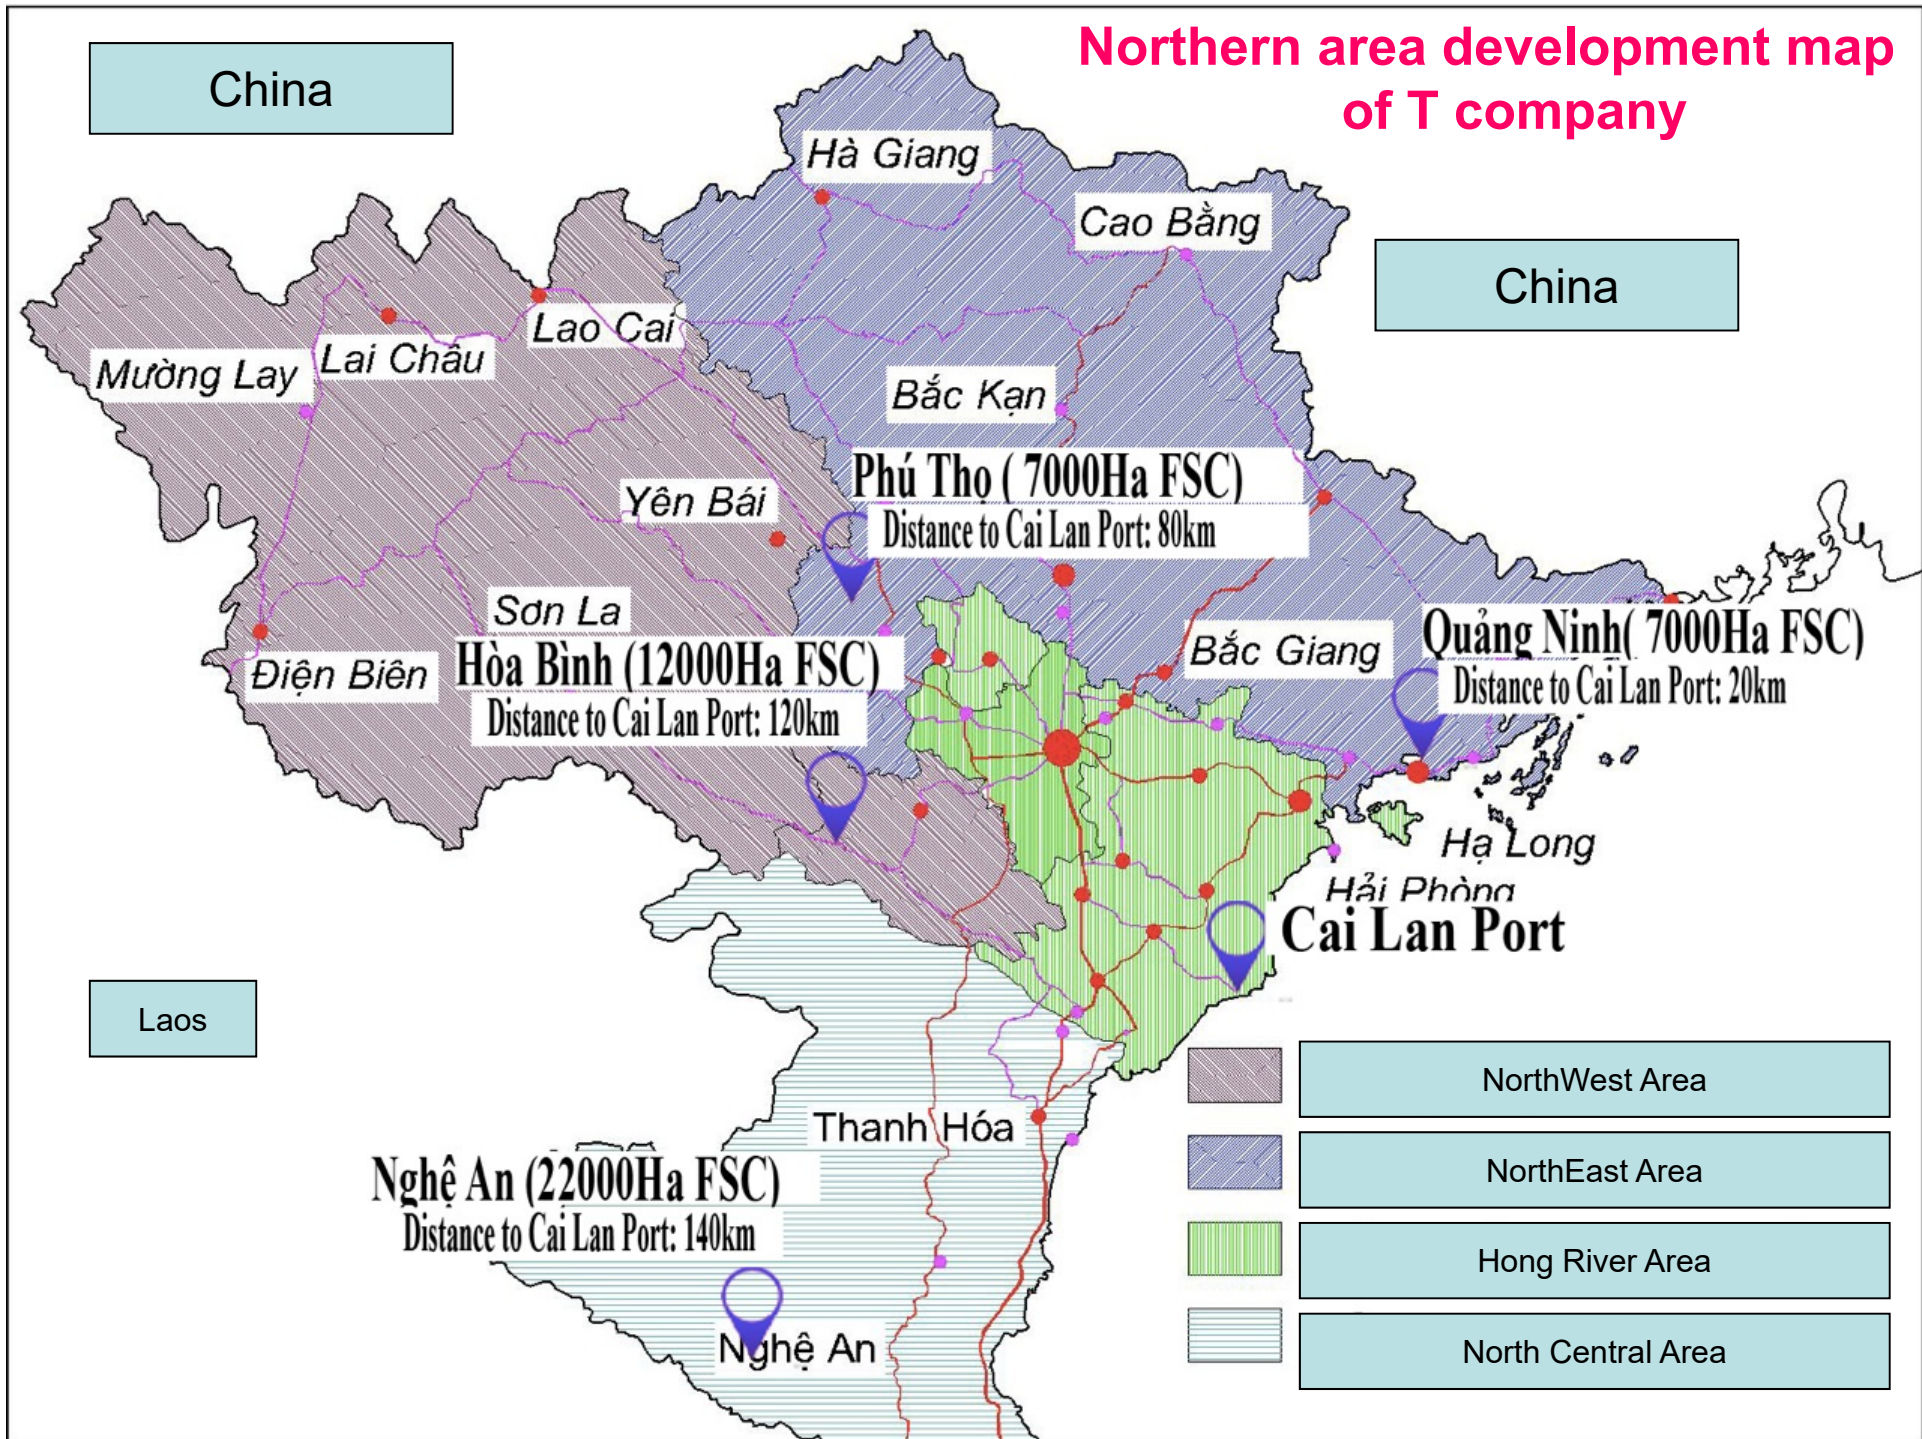 Northern area development map
of T company
China
Hà Giang
Cao Bằng
China
Lao Cai
Lai Châu
Mường Lay
Bắc Kạn
Phú Thọ ( 7000Ha FSC)
Distance to Cai Lan Port: 80km
Yên Bái
Sơn La
Quảng Ninh( 7000Ha FSC)
Distance to Cai Lan Port: 20km
Bắc Giang
Hòa Bình (12000Ha FSC)
Distance to Cai Lan Port: 120km
Điện Biên
Hạ Long
Hải Phòng
Cai Lan Port
Laos
NorthWest Area
Thanh Hóa
NorthEast Area
Nghệ An (22000Ha FSC)
Distance to Cai Lan Port: 140km
Hong River Area
Nghệ An
North Central Area